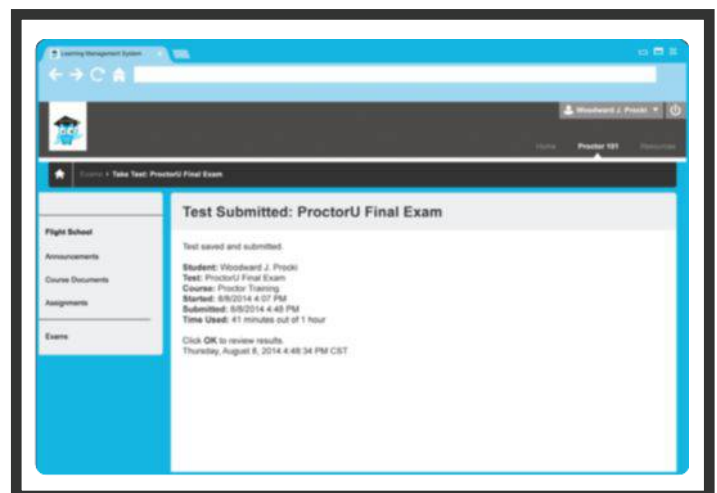 Learning Management System
Woodward J. Procki
Home Proctor 101 Resources
Exams › Take Test: ProctorU Final Exam
Test Submitted: ProctorU Final Exam
Flight School
Announcements
Course Documents
Assignments
Exams
Test saved and submitted.
Student: Woodward J. Procki
Test: ProctorU Final Exam
Course: Proctor Training
Started: 8/8/2014 4:07 PM
Submitted: 8/8/2014 4:48 PM
Time Used: 41 minutes out of 1 hour
Click OK to review results.
Thursday, August 8, 2014 4:48:34 PM CST